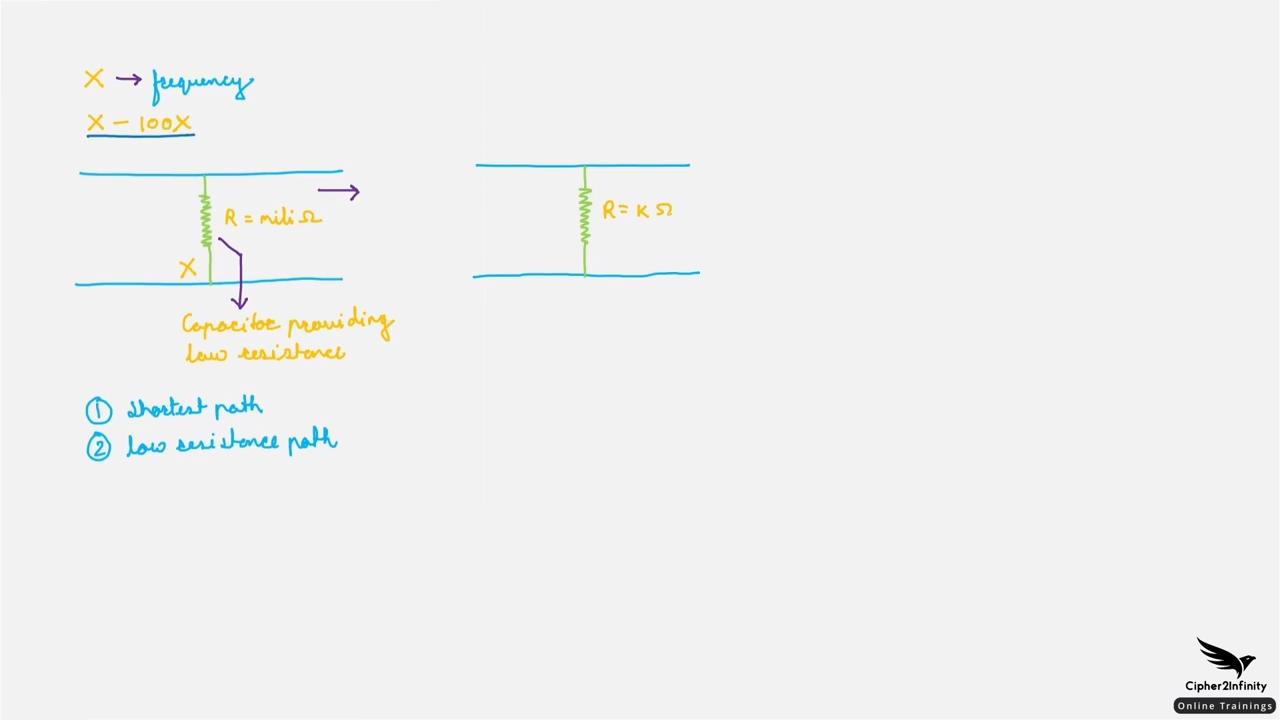 X → frequency
X – 100X
R = mili Ω
X
Capacitor providing
low resistance
R = K Ω
① Shortest path
② low resistance path
Cipher2Infinity
Online Trainings